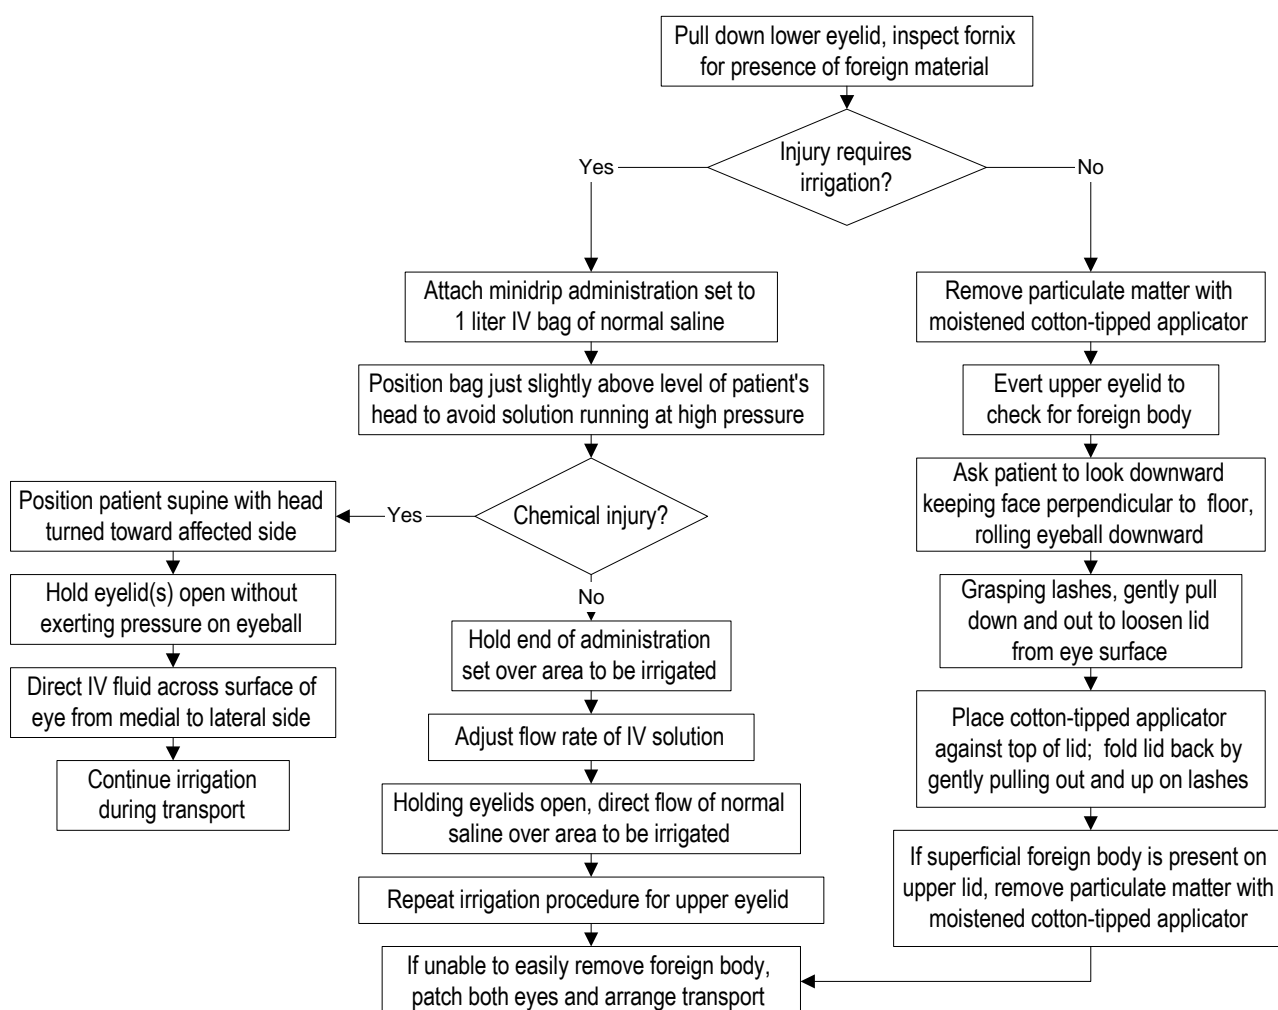 Pull down lower eyelid, inspect fornix
for presence of foreign material
Injury requires
irrigation?
Yes
No
Attach minidrip administration set to
1 liter IV bag of normal saline
Position bag just slightly above level of patient's
head to avoid solution running at high pressure
Chemical injury?
Yes
Position patient supine with head
turned toward affected side
Hold eyelid(s) open without
exerting pressure on eyeball
Direct IV fluid across surface of
eye from medial to lateral side
Continue irrigation
during transport
No
Hold end of administration
set over area to be irrigated
Adjust flow rate of IV solution
Holding eyelids open, direct flow of normal
saline over area to be irrigated
Repeat irrigation procedure for upper eyelid
If unable to easily remove foreign body,
patch both eyes and arrange transport
Remove particulate matter with
moistened cotton-tipped applicator
Evert upper eyelid to
check for foreign body
Ask patient to look downward
keeping face perpendicular to floor,
rolling eyeball downward
Grasping lashes, gently pull
down and out to loosen lid
from eye surface
Place cotton-tipped applicator
against top of lid; fold lid back by
gently pulling out and up on lashes
If superficial foreign body is present on
upper lid, remove particulate matter with
moistened cotton-tipped applicator